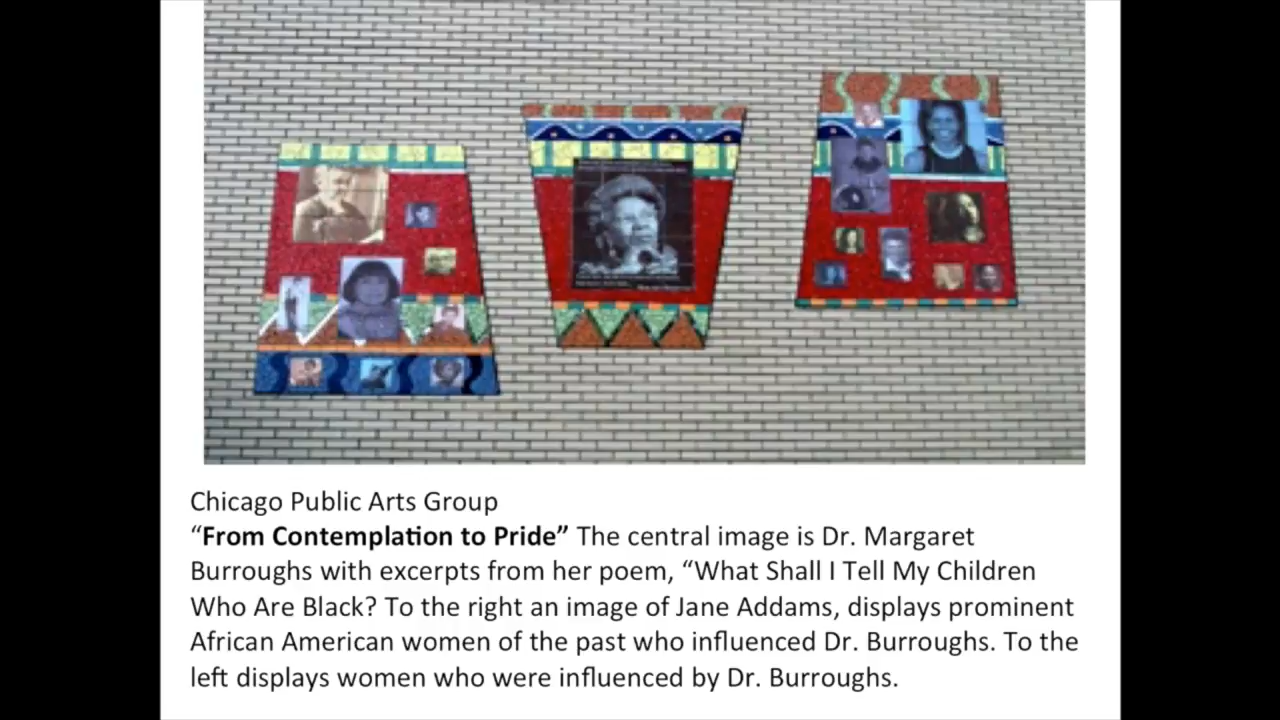 Chicago Public Arts Group
“From Contemplation to Pride” The central image is Dr. Margaret
Burroughs with excerpts from her poem, “What Shall I Tell My Children
Who Are Black? To the right an image of Jane Addams, displays prominent
African American women of the past who influenced Dr. Burroughs. To the
left displays women who were influenced by Dr. Burroughs.